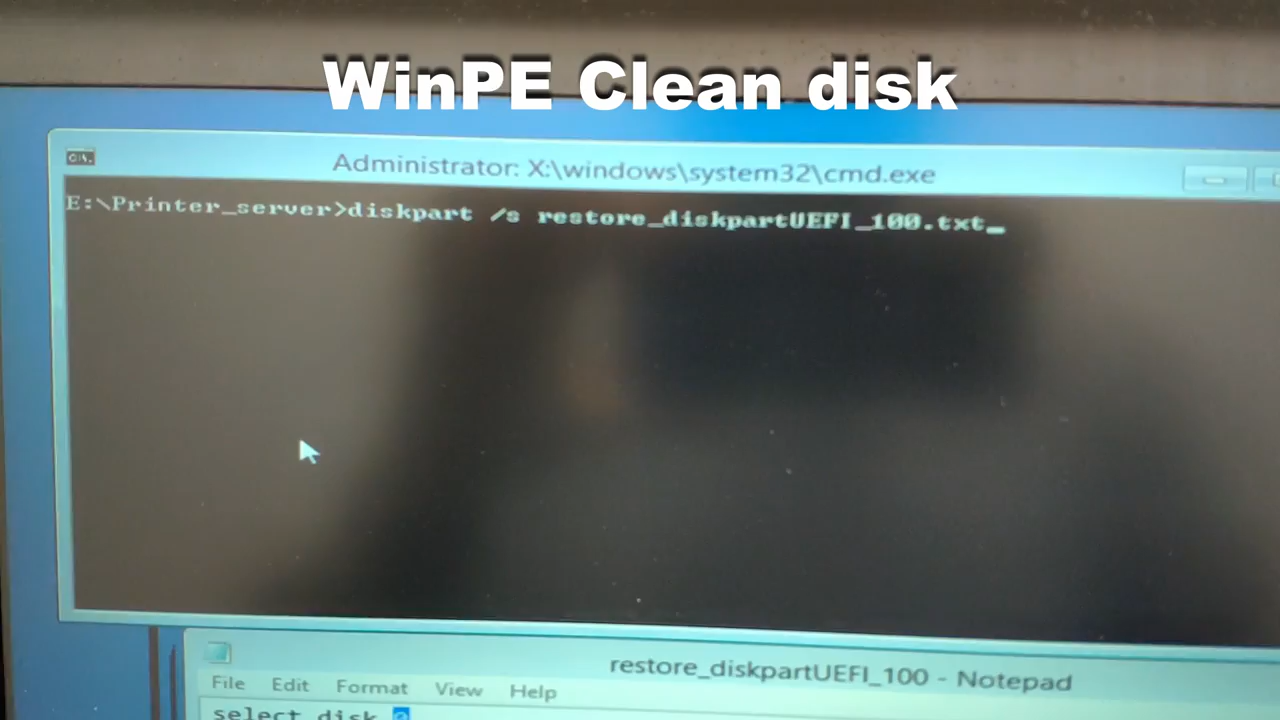 WinPE Clean disk
Administrator: X:\windows\system32\cmd.exe
E:\Printer_server>diskpart /s restore_diskpartUEFI_100.txt_
restore_diskpartUEFI_100 - Notepad
File Edit Format View Help
select disk 0